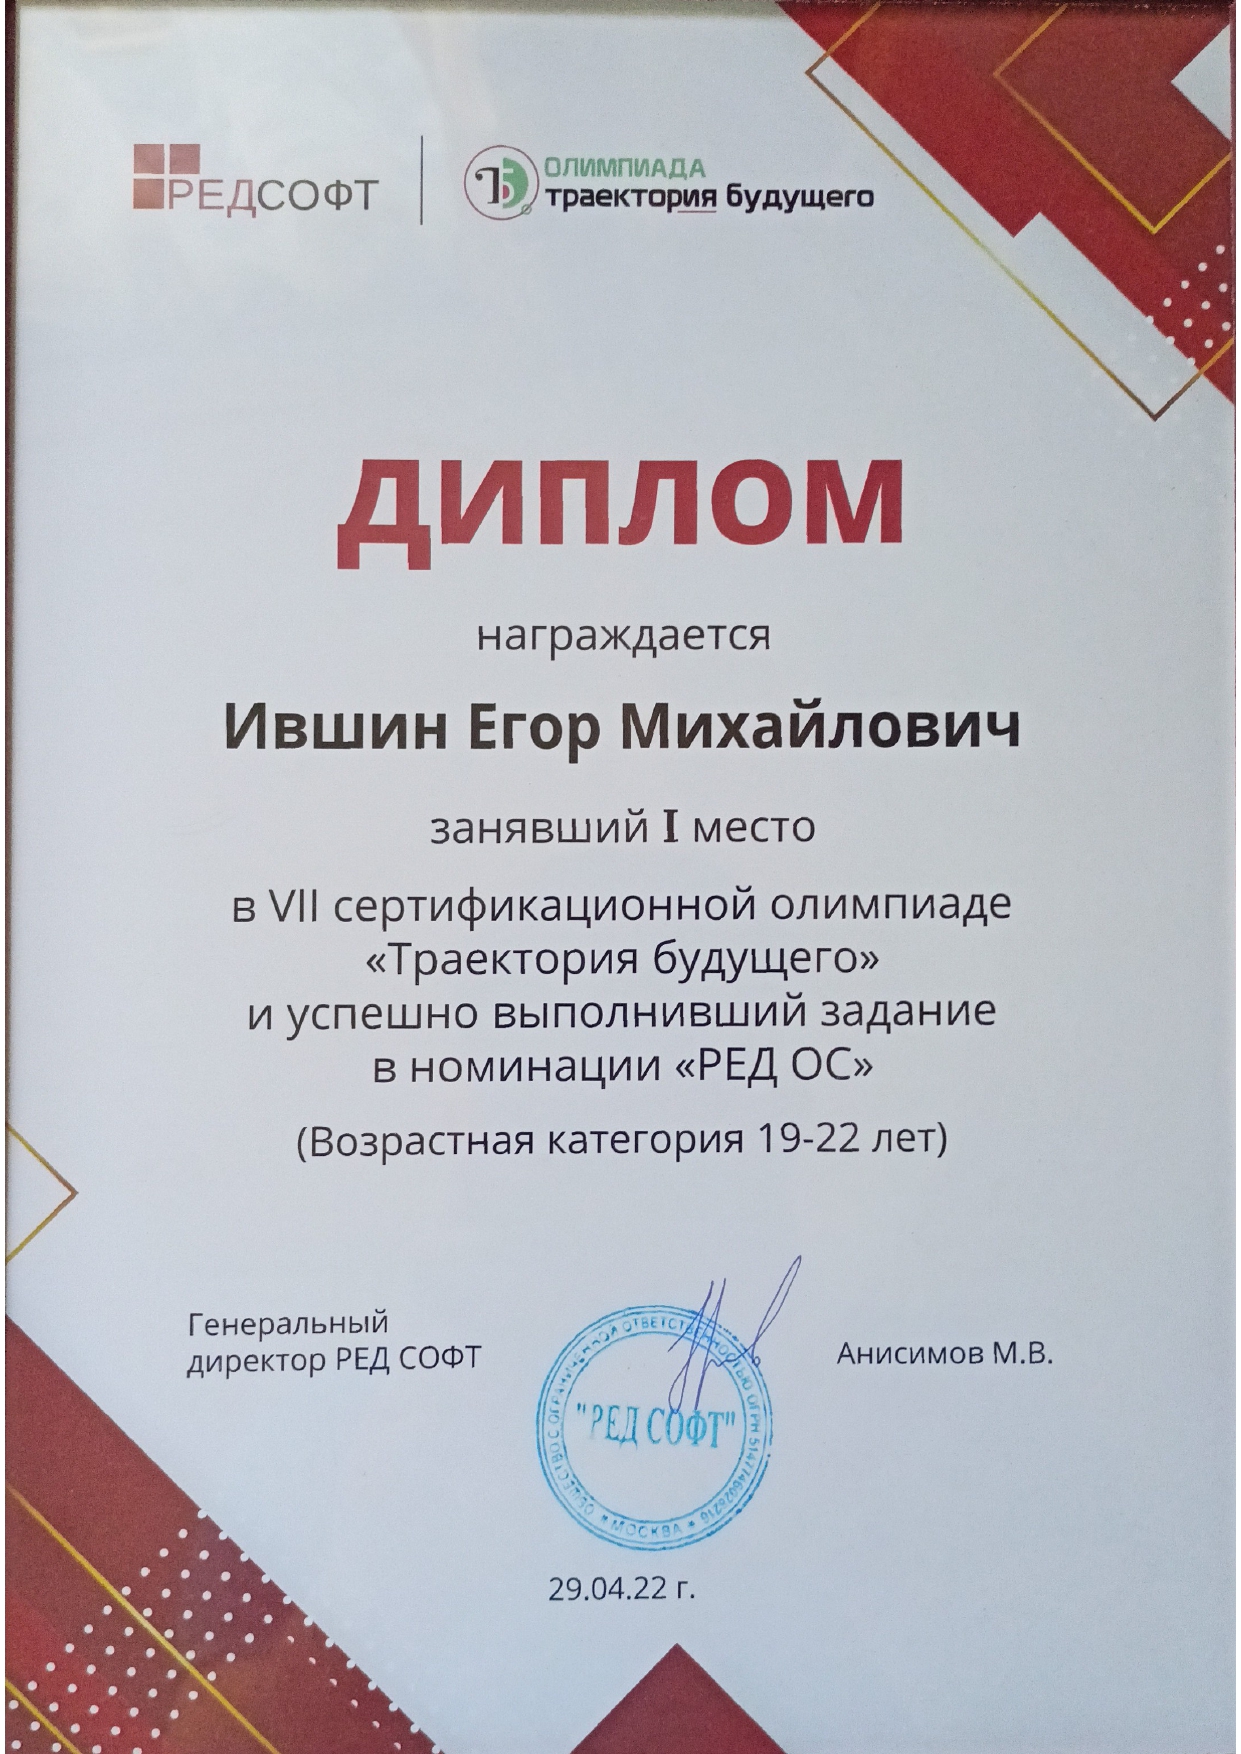 РЕДСОФТ
ОЛИМПИАДА
траектория будущего
ДИПЛОМ
награждается
Ившин Егор Михайлович
занявший I место
в VII сертификационной олимпиаде
«Траектория будущего»
и успешно выполнивший задание
в номинации «РЕД ОС»
(Возрастная категория 19-22 лет)
Генеральный
директор РЕД СОФТ
Анисимов М.В.
ОБЩЕСТВО С ОГРАНИЧЕННОЙ ОТВЕТСТВЕННОСТЬЮ ОГРН 5147746026216
"РЕД СОФТ"
* МОСКВА *
29.04.22 г.